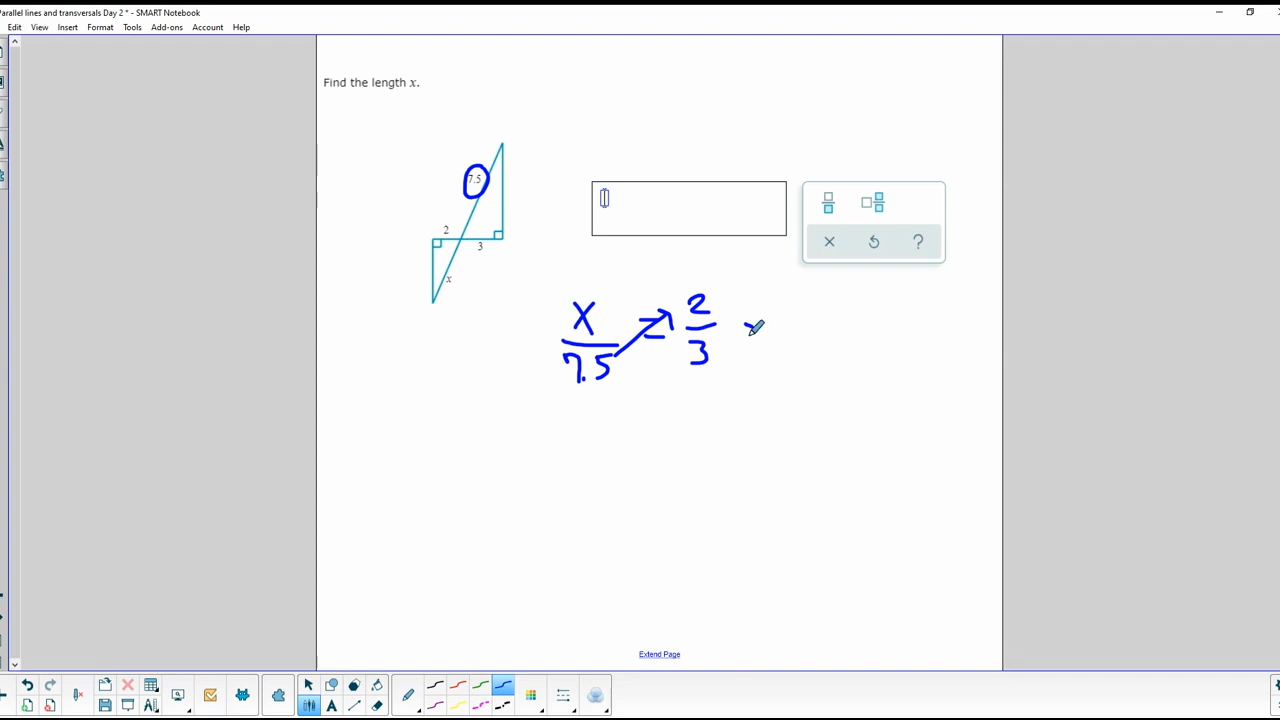 Parallel lines and transversals Day 2 * - SMART Notebook
Edit View Insert Format Tools Add-ons Account Help
Find the length x.
7.5
2
3
x
x/7.5 = 2/3
Extend Page